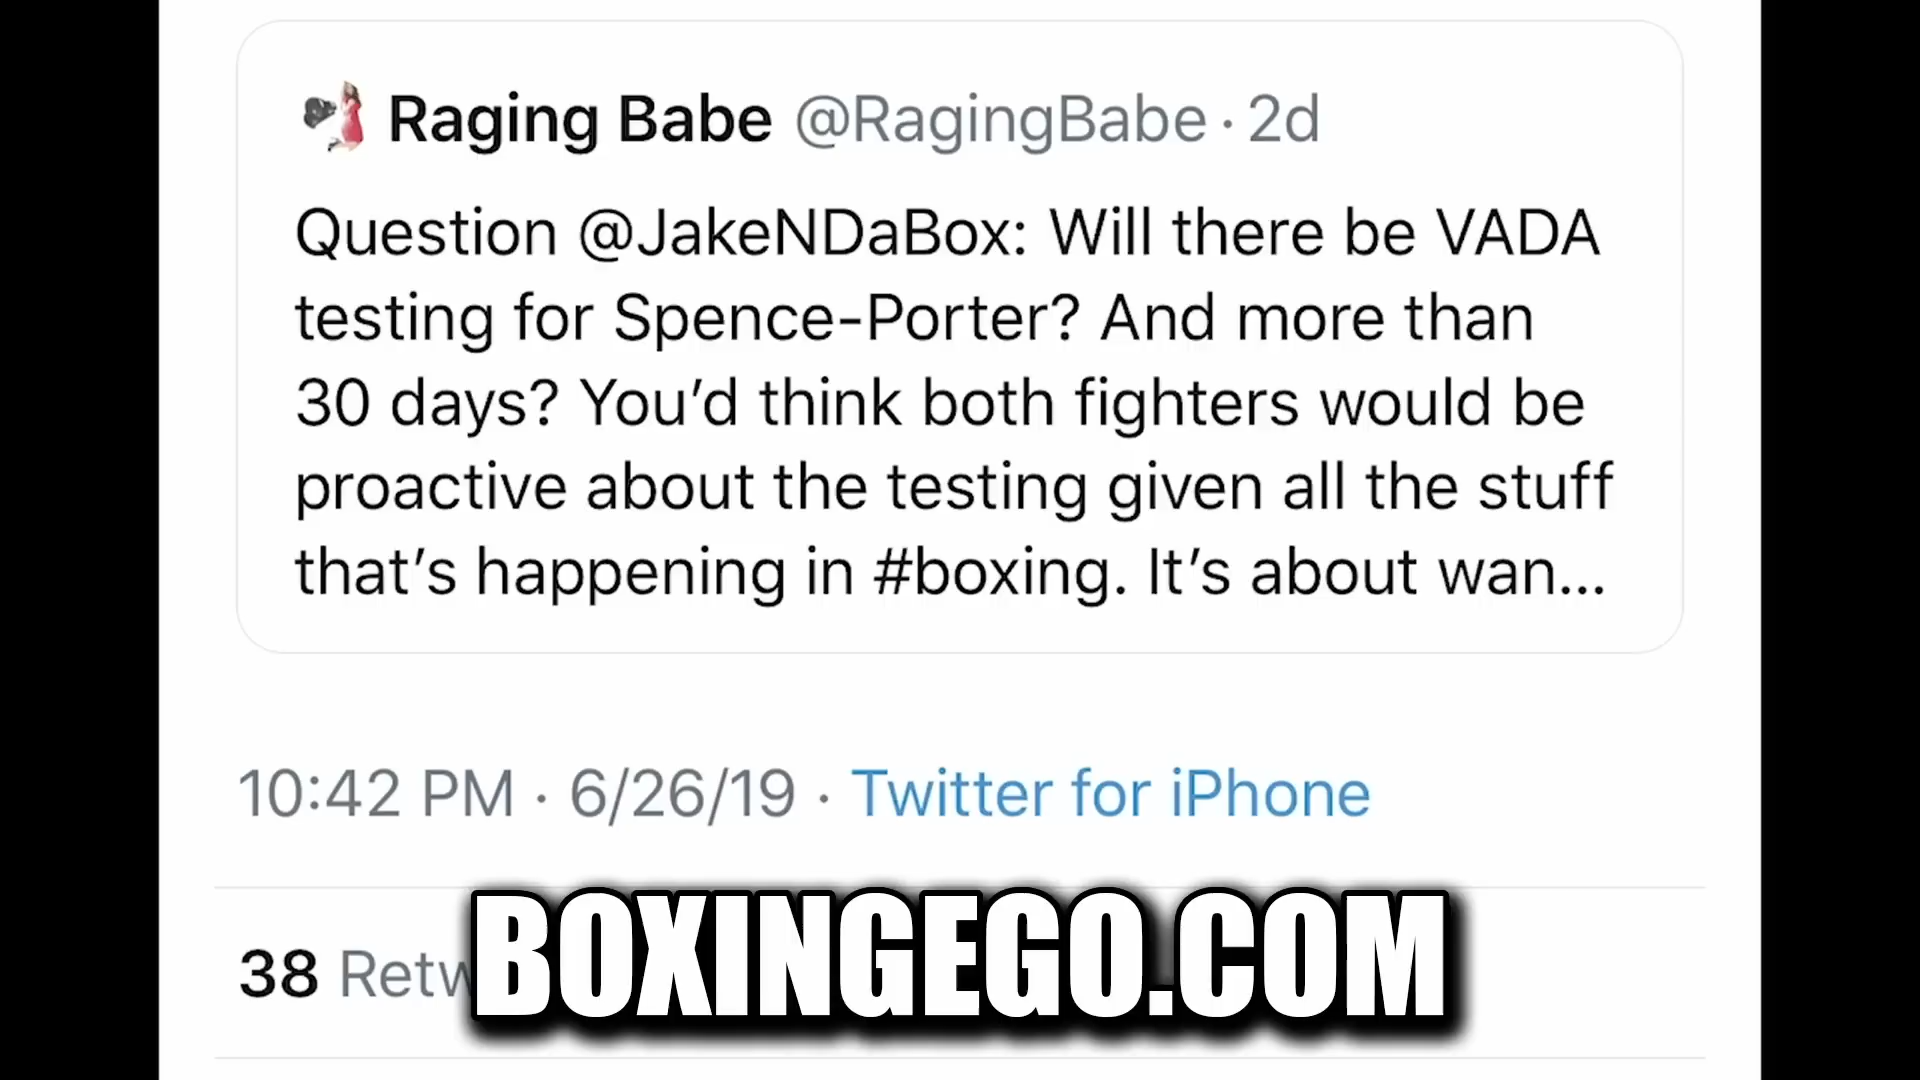 Raging Babe @RagingBabe · 2d
Question @JakeNDaBox: Will there be VADA
testing for Spence-Porter? And more than
30 days? You’d think both fighters would be
proactive about the testing given all the stuff
that’s happening in #boxing. It’s about wan...
10:42 PM · 6/26/19 · Twitter for iPhone
38
BOXINGEGO.COM